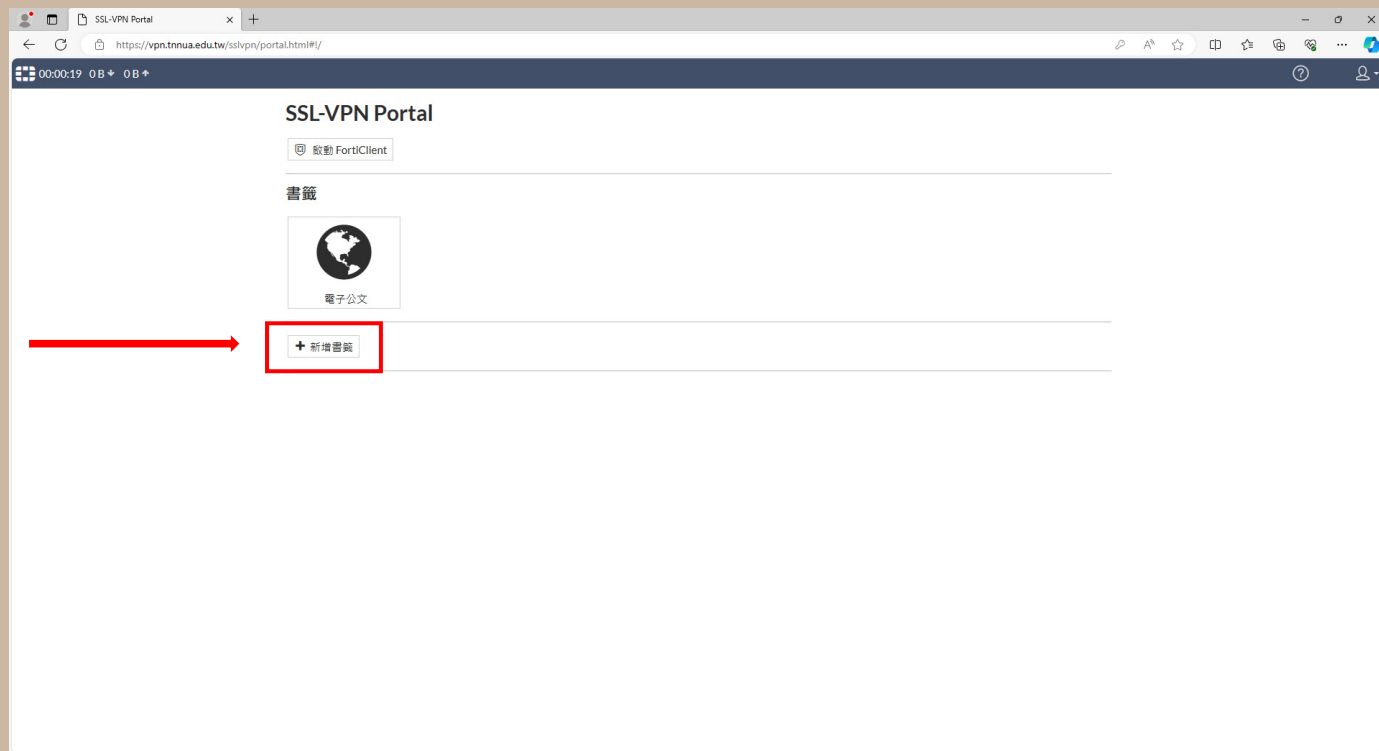 SSL-VPN Portal
https://vpn.tnnua.edu.tw/sslvpn/portal.html#!/
00:00:19 0 B 0 B
SSL-VPN Portal
啟動 FortiClient
書籤
電子公文
新增書籤